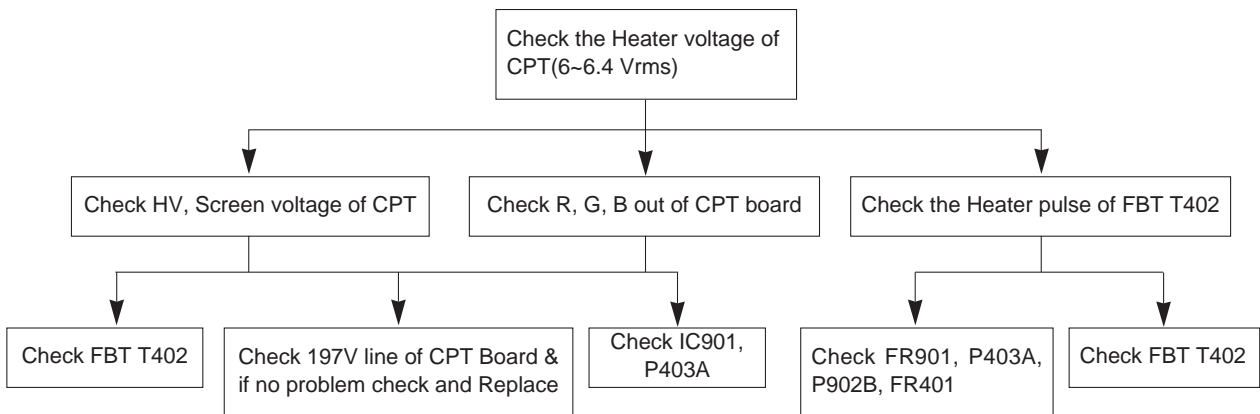 Check the Heater voltage of
CPT(6~6.4 Vrms)
Check HV, Screen voltage of CPT
Check R, G, B out of CPT board
Check the Heater pulse of FBT T402
Check FBT T402
Check 197V line of CPT Board &
if no problem check and Replace
Check IC901,
P403A
Check FR901, P403A,
P902B, FR401
Check FBT T402